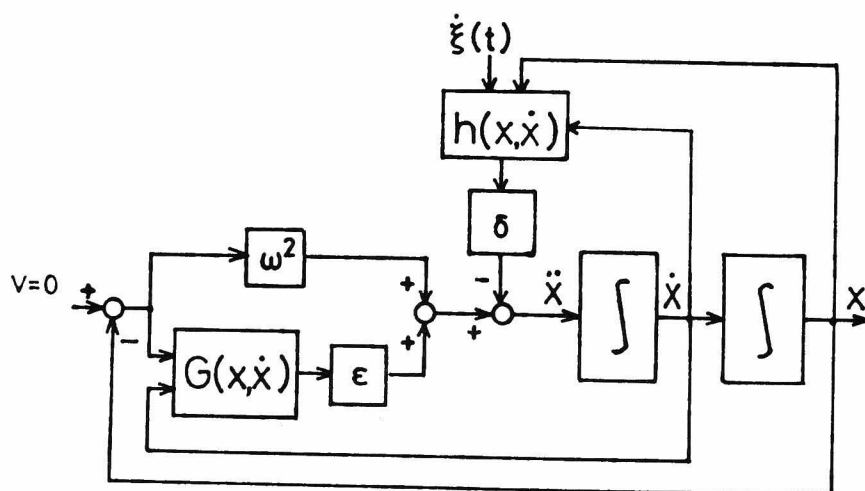 ξ̇(t)
h(x,ẋ)
δ
ω²
V=0
+
−
G(x,ẋ)
ε
+
+
+
−
ẍ
∫
ẋ
∫
x